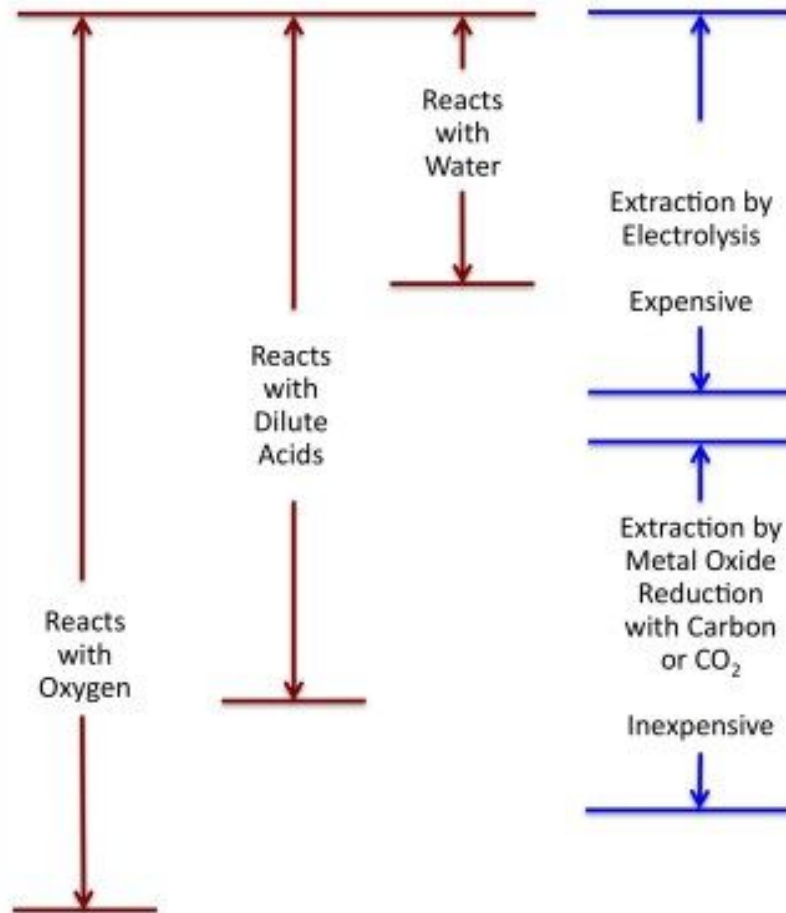 Reacts
with
Water
Extraction by
Electrolysis
Expensive
Reacts
with
Dilute
Acids
Extraction by
Metal Oxide
Reduction
with Carbon
or CO₂
Inexpensive
Reacts
with
Oxygen